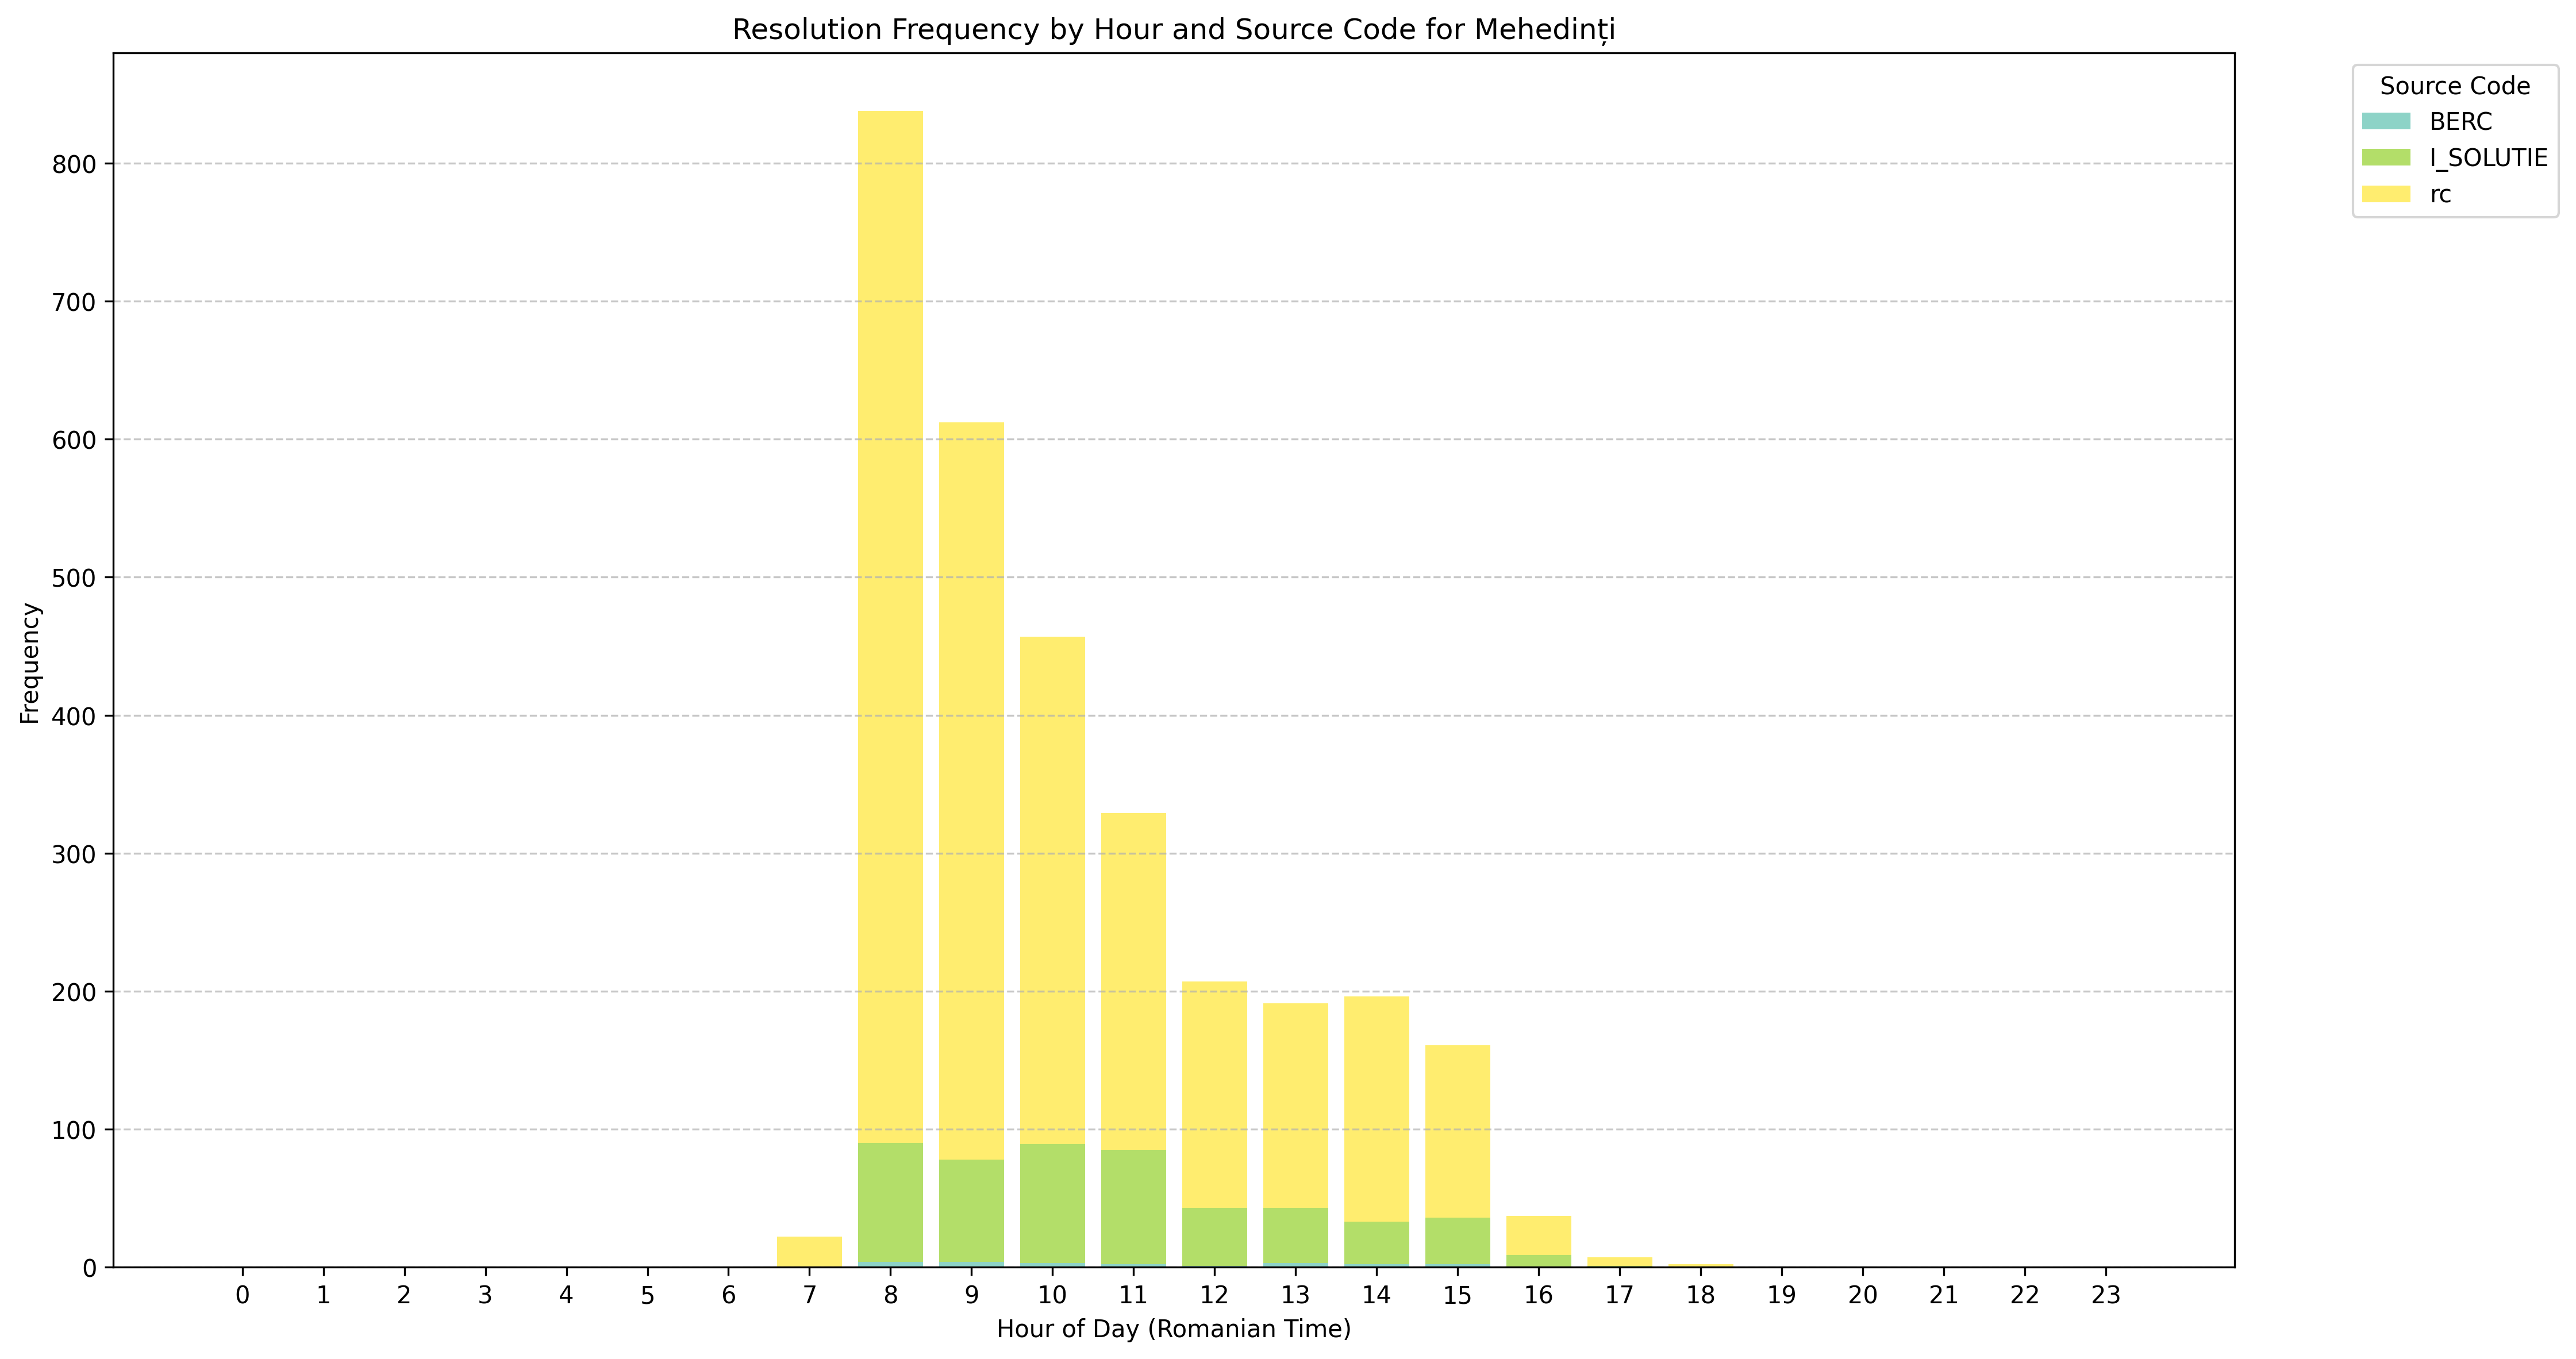 Resolution Frequency by Hour and Source Code for Mehedinți
Source Code
BERC
I_SOLUTIE
rc
Frequency
800
700
600
500
400
300
200
100
0
0 1 2 3 4 5 6 7 8 9 10 11 12 13 14 15 16 17 18 19 20 21 22 23
Hour of Day (Romanian Time)